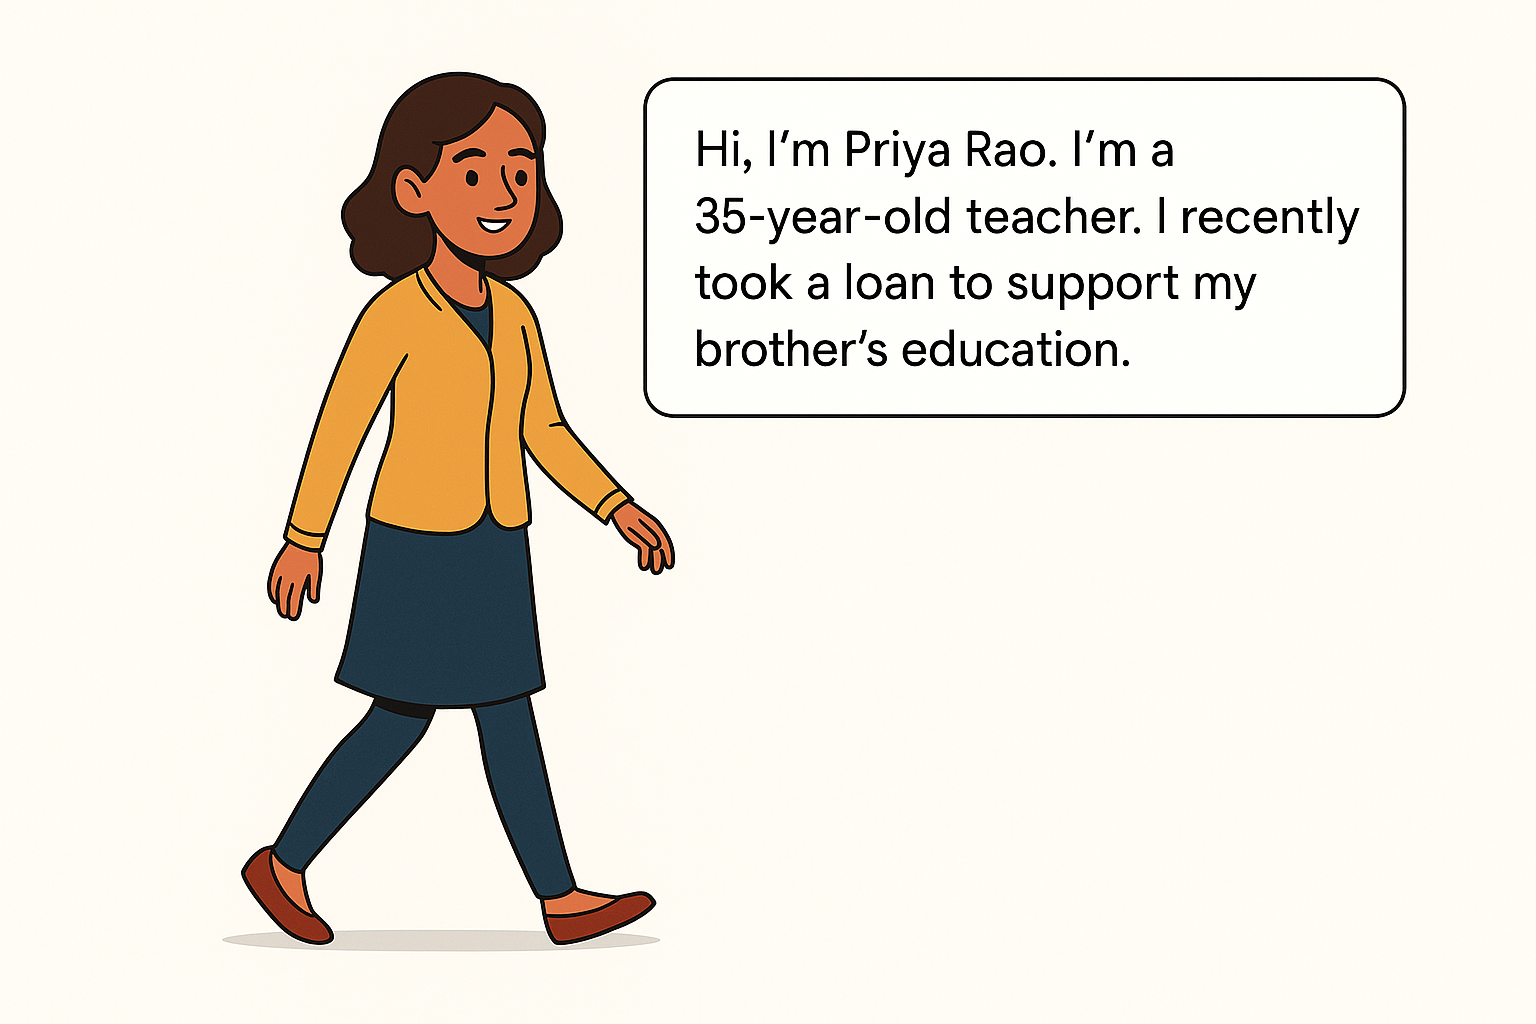 Hi, I’m Priya Rao. I’m a
35-year-old teacher. I recently
took a loan to support my
brother’s education.